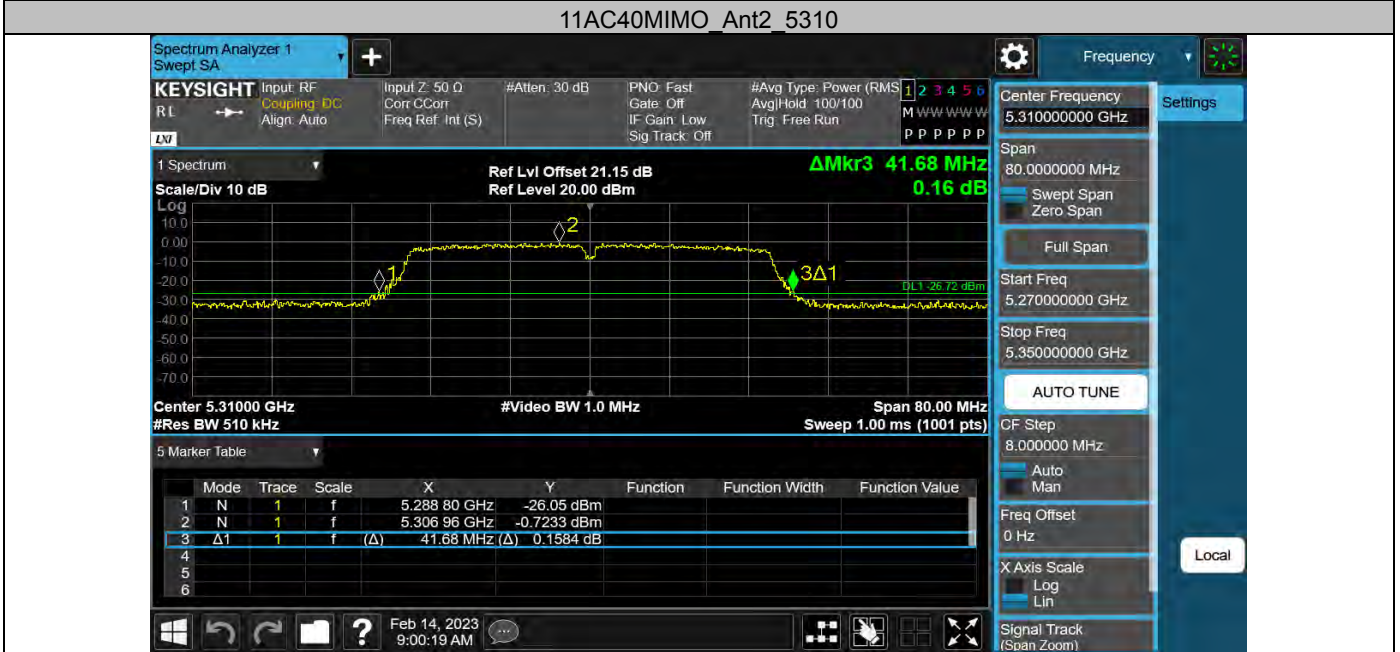 11AC40MIMO_Ant2_5310
Spectrum Analyzer 1
Swept SA
+
Frequency
KEYSIGHT
RL
LXI
Input: RF
Coupling: DC
Align: Auto
Input Z: 50 Ω
Corr CCorr
Freq Ref: Int (S)
#Atten: 30 dB
PNO: Fast
Gate: Off
IF Gain: Low
Sig Track: Off
#Avg Type: Power (RMS
Avg|Hold: 100/100
Trig: Free Run
1 2 3 4 5 6
M W W W W W
P P P P P P
1 Spectrum
Scale/Div 10 dB
Log
Ref Lvl Offset 21.15 dB
Ref Level 20.00 dBm
ΔMkr3 41.68 MHz
0.16 dB
10.0
0.00
-10.0
-20.0
-30.0
-40.0
-50.0
-60.0
-70.0
1
2
3Δ1
DL1 -26.72 dBm
Center 5.31000 GHz
#Video BW 1.0 MHz
Span 80.00 MHz
#Res BW 510 kHz
Sweep 1.00 ms (1001 pts)
5 Marker Table
Mode Trace Scale X Y Function Function Width Function Value
1 N 1 f 5.288 80 GHz -26.05 dBm
2 N 1 f 5.306 96 GHz -0.7233 dBm
3 Δ1 1 f (Δ) 41.68 MHz (Δ) 0.1584 dB
4
5
6
Center Frequency
5.310000000 GHz
Settings
Span
80.0000000 MHz
Swept Span
Zero Span
Full Span
Start Freq
5.270000000 GHz
Stop Freq
5.350000000 GHz
AUTO TUNE
CF Step
8.000000 MHz
Auto
Man
Freq Offset
0 Hz
Local
X Axis Scale
Log
Lin
Signal Track
(Span Zoom)
?
Feb 14, 2023
9:00:19 AM